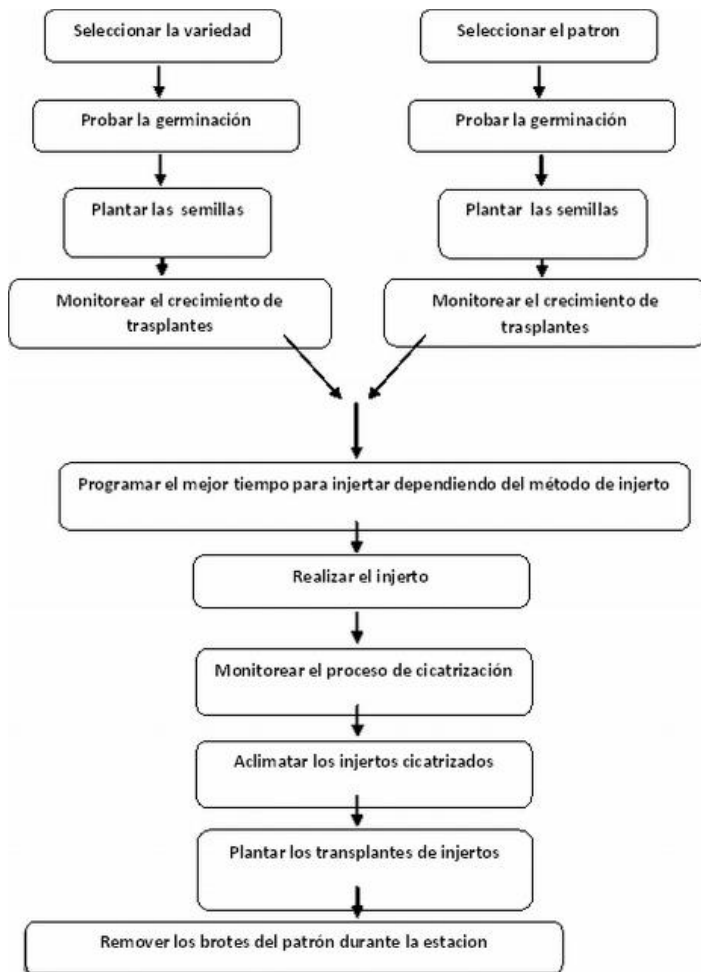 Seleccionar la variedad
Seleccionar el patron
Probar la germinación
Probar la germinación
Plantar las semillas
Plantar las semillas
Monitorear el crecimiento de
trasplantes
Monitorear el crecimiento de
trasplantes
Programar el mejor tiempo para injertar dependiendo del método de injerto
Realizar el injerto
Monitorear el proceso de cicatrización
Aclimatar los injertos cicatrizados
Plantar los transplantes de injertos
Remover los brotes del patrón durante la estacion